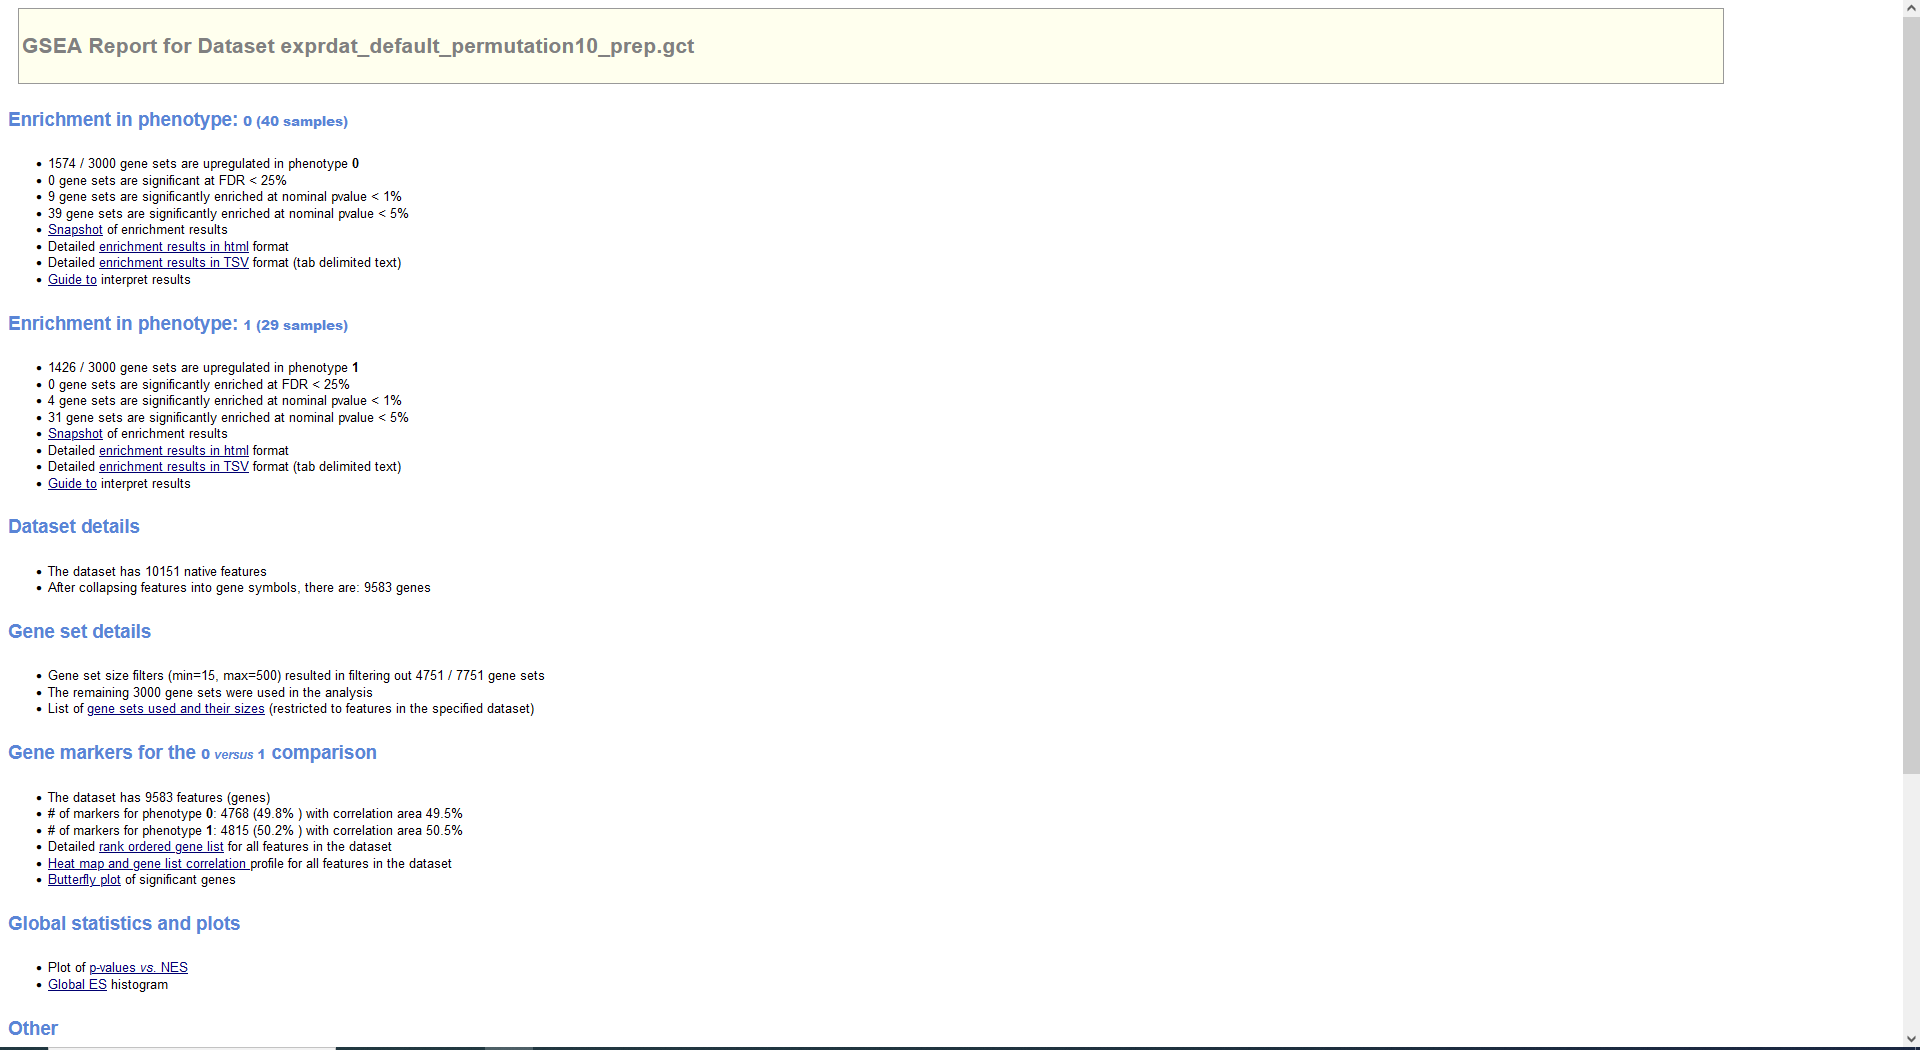 GSEA Report for Dataset exprdat_default_permutation10_prep.gct
Enrichment in phenotype: 0 (40 samples)
1574 / 3000 gene sets are upregulated in phenotype 0
0 gene sets are significant at FDR < 25%
9 gene sets are significantly enriched at nominal pvalue < 1%
39 gene sets are significantly enriched at nominal pvalue < 5%
Snapshot of enrichment results
Detailed enrichment results in html format
Detailed enrichment results in TSV format (tab delimited text)
Guide to interpret results
Enrichment in phenotype: 1 (29 samples)
1426 / 3000 gene sets are upregulated in phenotype 1
0 gene sets are significantly enriched at FDR < 25%
4 gene sets are significantly enriched at nominal pvalue < 1%
31 gene sets are significantly enriched at nominal pvalue < 5%
Snapshot of enrichment results
Detailed enrichment results in html format
Detailed enrichment results in TSV format (tab delimited text)
Guide to interpret results
Dataset details
The dataset has 10151 native features
After collapsing features into gene symbols, there are: 9583 genes
Gene set details
Gene set size filters (min=15, max=500) resulted in filtering out 4751 / 7751 gene sets
The remaining 3000 gene sets were used in the analysis
List of gene sets used and their sizes (restricted to features in the specified dataset)
Gene markers for the 0 versus 1 comparison
The dataset has 9583 features (genes)
# of markers for phenotype 0: 4768 (49.8% ) with correlation area 49.5%
# of markers for phenotype 1: 4815 (50.2% ) with correlation area 50.5%
Detailed rank ordered gene list for all features in the dataset
Heat map and gene list correlation profile for all features in the dataset
Butterfly plot of significant genes
Global statistics and plots
Plot of p-values vs. NES
Global ES histogram
Other